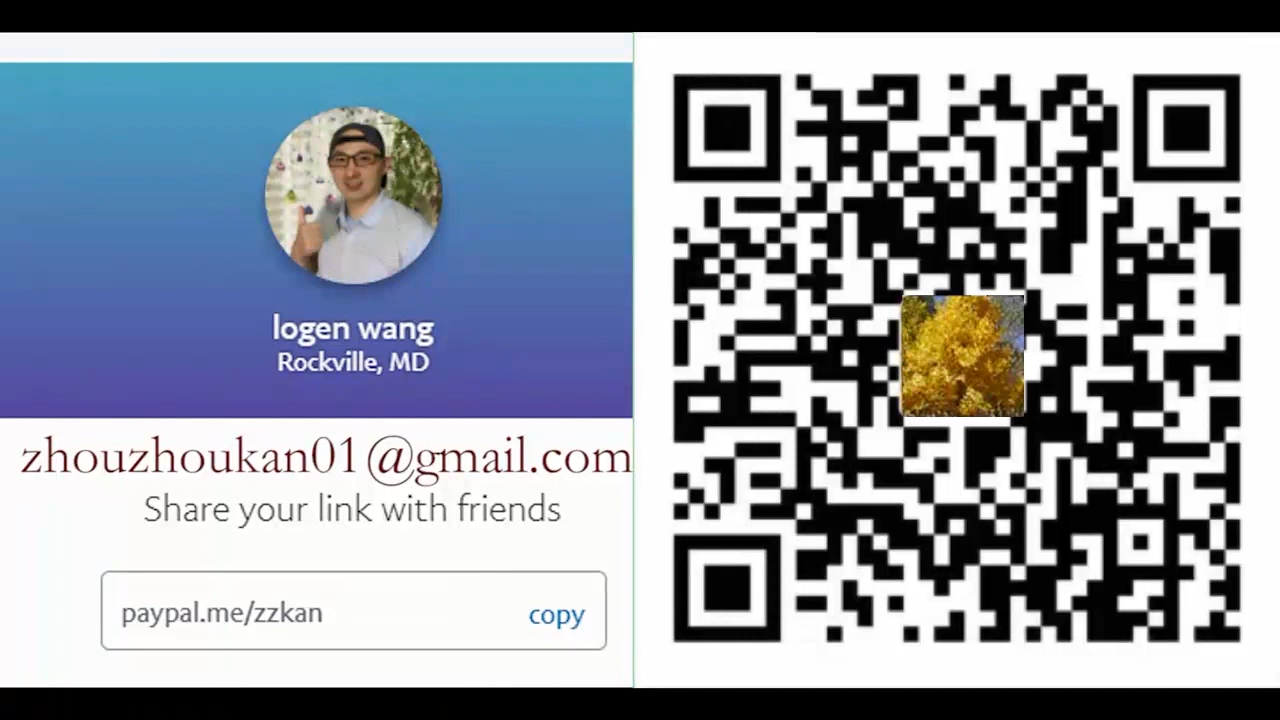 logen wang
Rockville, MD
zhouzhoukan01@gmail.com
Share your link with friends
paypal.me/zzkan
copy